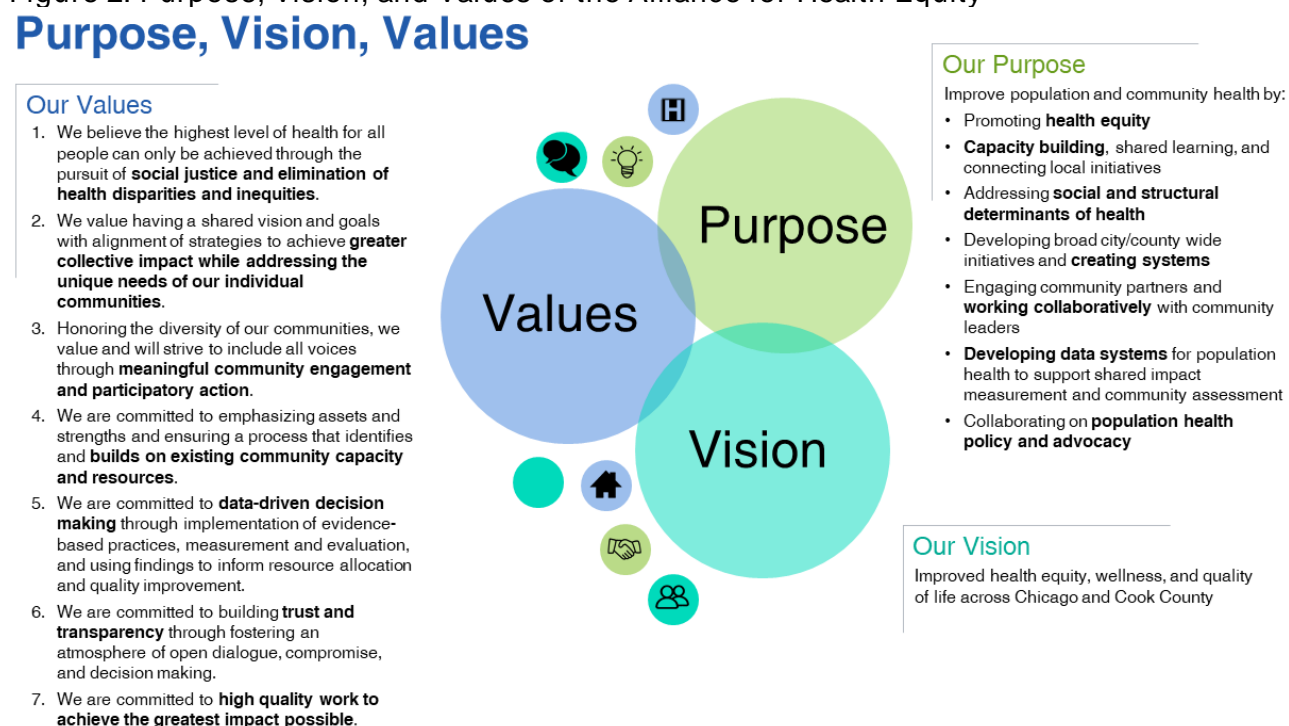 Figure 2. Purpose, Vision, and Values of the Alliance for Health Equity
Purpose, Vision, Values
Our Values
1. We believe the highest level of health for all
people can only be achieved through the
pursuit of social justice and elimination of
health disparities and inequities.
2. We value having a shared vision and goals
with alignment of strategies to achieve greater
collective impact while addressing the
unique needs of our individual
communities.
3. Honoring the diversity of our communities, we
value and will strive to include all voices
through meaningful community engagement
and participatory action.
4. We are committed to emphasizing assets and
strengths and ensuring a process that identifies
and builds on existing community capacity
and resources.
5. We are committed to data-driven decision
making through implementation of evidence-
based practices, measurement and evaluation,
and using findings to inform resource allocation
and quality improvement.
6. We are committed to building trust and
transparency through fostering an
atmosphere of open dialogue, compromise,
and decision making.
7. We are committed to high quality work to
achieve the greatest impact possible.
H
Purpose
Values
Vision
Our Purpose
Improve population and community health by:
• Promoting health equity
• Capacity building, shared learning, and
connecting local initiatives
• Addressing social and structural
determinants of health
• Developing broad city/county wide
initiatives and creating systems
• Engaging community partners and
working collaboratively with community
leaders
• Developing data systems for population
health to support shared impact
measurement and community assessment
• Collaborating on population health
policy and advocacy
Our Vision
Improved health equity, wellness, and quality
of life across Chicago and Cook County